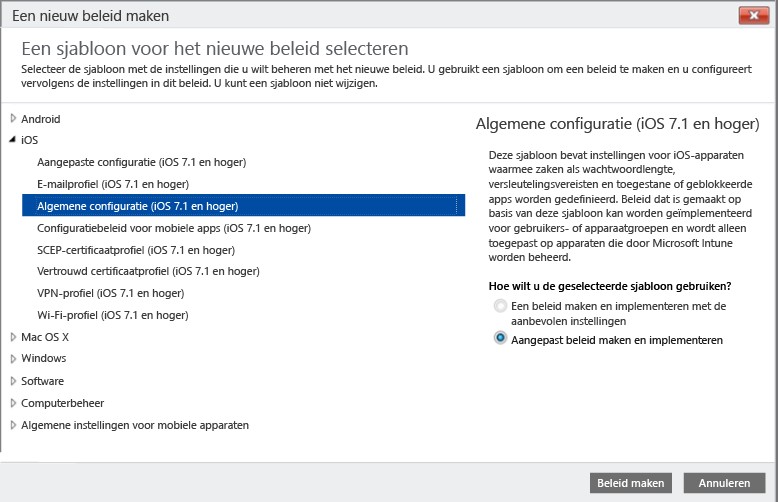 Een nieuw beleid maken
Een sjabloon voor het nieuwe beleid selecteren
Selecteer de sjabloon met de instellingen die u wilt beheren met het nieuwe beleid. U gebruikt een sjabloon om een beleid te maken en u configureert
vervolgens de instellingen in dit beleid. U kunt een sjabloon niet wijzigen.
Android
iOS
Aangepaste configuratie (iOS 7.1 en hoger)
E-mailprofiel (iOS 7.1 en hoger)
Algemene configuratie (iOS 7.1 en hoger)
Configuratiebeleid voor mobiele apps (iOS 7.1 en hoger)
SCEP-certificaatprofiel (iOS 7.1 en hoger)
Vertrouwd certificaatprofiel (iOS 7.1 en hoger)
VPN-profiel (iOS 7.1 en hoger)
Wi-Fi-profiel (iOS 7.1 en hoger)
Mac OS X
Windows
Software
Computerbeheer
Algemene instellingen voor mobiele apparaten
Algemene configuratie (iOS 7.1 en hoger)
Deze sjabloon bevat instellingen voor iOS-apparaten
waarmee zaken als wachtwoordlengte,
versleutelingsvereisten en toegestane of geblokkeerde
apps worden gedefinieerd. Beleid dat is gemaakt op
basis van deze sjabloon kan worden geïmplementeerd
voor gebruikers- of apparaatgroepen en wordt alleen
toegepast op apparaten die door Microsoft Intune
worden beheerd.
Hoe wilt u de geselecteerde sjabloon gebruiken?
Een beleid maken en implementeren met de
aanbevolen instellingen
Aangepast beleid maken en implementeren
Beleid maken
Annuleren